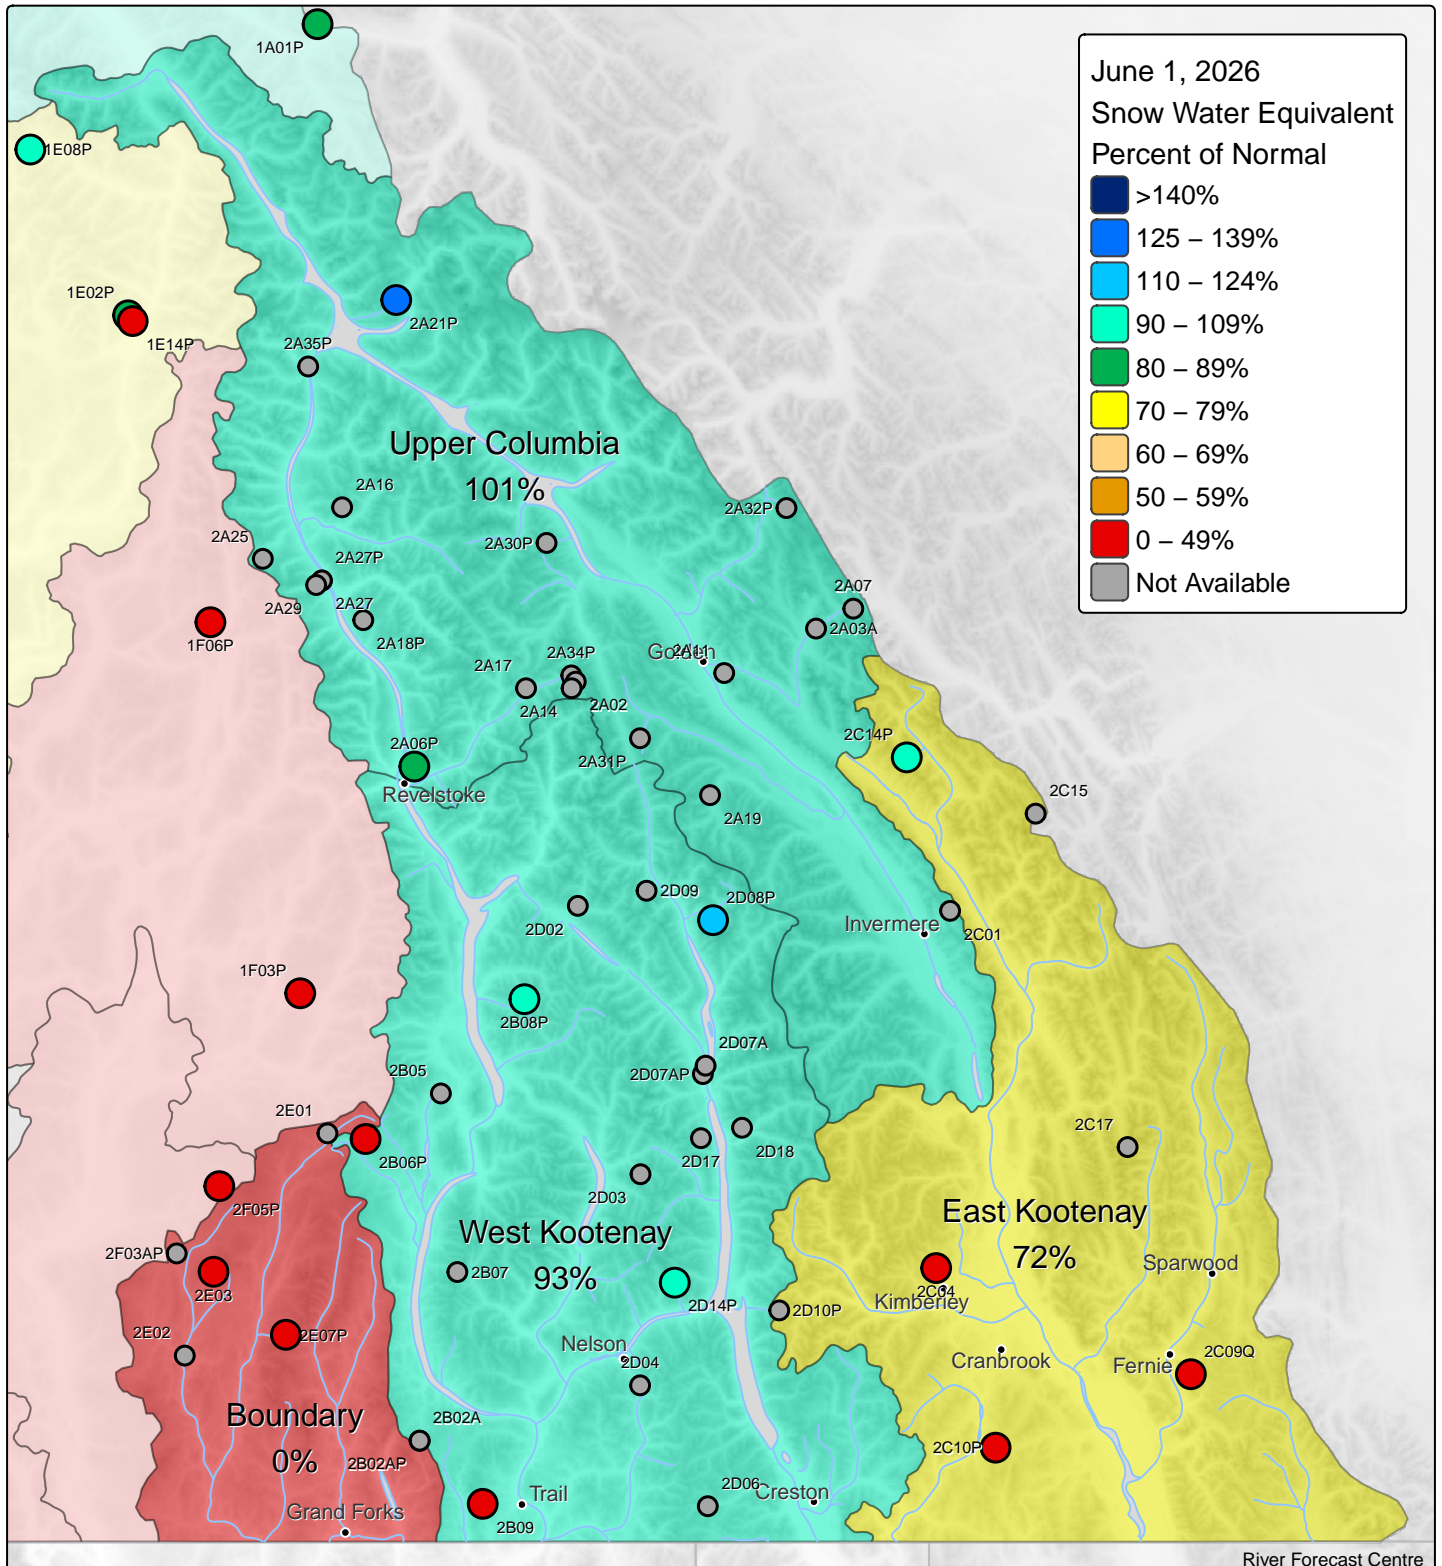 1A01P
June 1, 2026
Snow Water Equivalent
Percent of Normal
>140%
125 – 139%
110 – 124%
90 – 109%
80 – 89%
70 – 79%
60 – 69%
50 – 59%
0 – 49%
Not Available
1E08P
1E02P
1E14P
2A21P
2A35P
Upper Columbia
101%
2A16
2A32P
2A25
2A30P
2A27P
2A29
2A27
2A07
2A03A
1F06P
2A18P
2A34P
2A11
Golden
2A17
2A14
2A02
2C14P
2A06P
2A31P
Revelstoke
2A19
2C15
2D09
2D08P
2D02
Invermere
2C01
1F03P
2B08P
2D07A
2D07AP
2B05
2E01
2C17
2B06P
2D17
2D18
2D03
2F05P
East Kootenay
72%
West Kootenay
93%
2F03AP
2B07
Sparwood
2E03
2C04
Kimberley
2D14P
2D10P
2E02
2E07P
Nelson
2D04
Cranbrook
Fernie
2C09Q
Boundary
0%
2B02A
2B02AP
2C10P
2D06
Creston
Trail
Grand Forks
2B09
River Forecast Centre